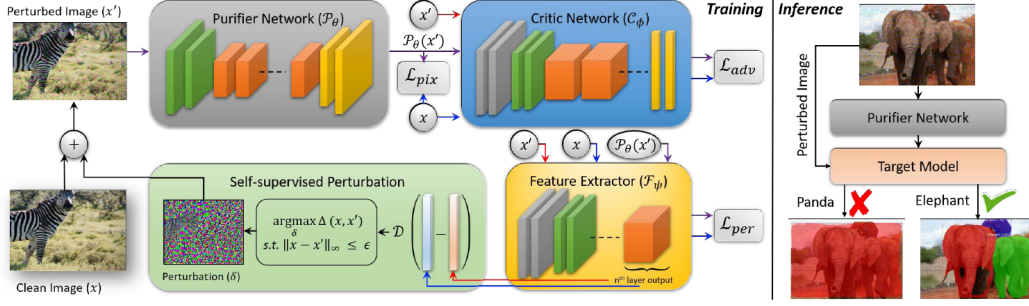 Perturbed Image (x′)
Purifier Network (𝒫θ)
x′
Critic Network (𝒞ϕ)
Training
Inference
𝒫θ(x′)
ℒpix
ℒadv
x
Perturbed Image
Purifier Network
Target Model
+
x′
x
𝒫θ(x′)
Self-supervised Perturbation
Feature Extractor (ℱψ)
Panda
Elephant
argmax Δ (x, x′)
δ
s.t. ‖x − x′‖∞ ≤ ϵ
𝒟
−
ℒper
Perturbation (δ)
nth layer output
Clean Image (x)